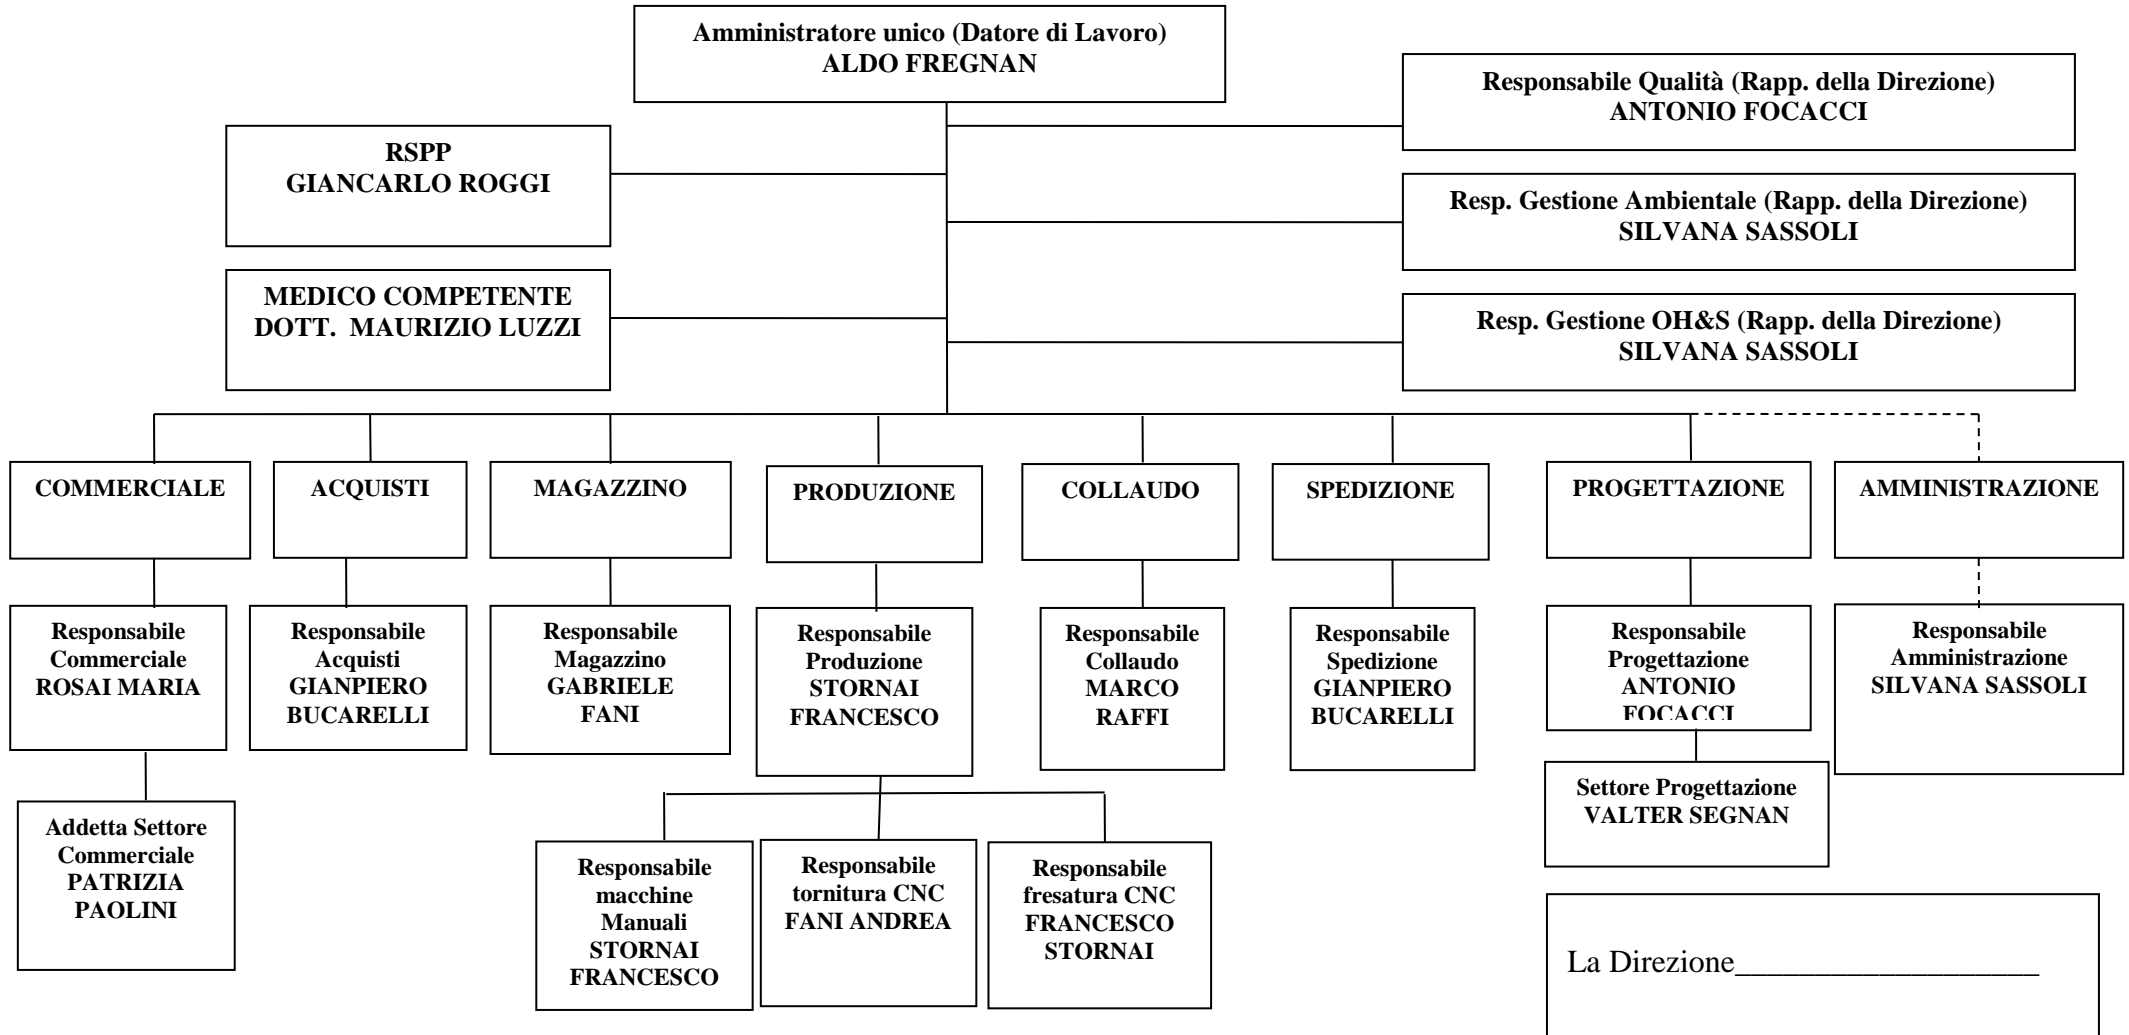 Amministratore unico (Datore di Lavoro)
ALDO FREGNAN
Responsabile Qualità (Rapp. della Direzione)
ANTONIO FOCACCI
RSPP
GIANCARLO ROGGI
Resp. Gestione Ambientale (Rapp. della Direzione)
SILVANA SASSOLI
MEDICO COMPETENTE
DOTT.  MAURIZIO LUZZI
Resp. Gestione OH&S (Rapp. della Direzione)
SILVANA SASSOLI
COMMERCIALE
ACQUISTI
MAGAZZINO
PRODUZIONE
COLLAUDO
SPEDIZIONE
PROGETTAZIONE
AMMINISTRAZIONE
Responsabile
Commerciale
ROSAI MARIA
Responsabile
Acquisti
GIANPIERO
BUCARELLI
Responsabile
Magazzino
GABRIELE
FANI
Responsabile
Produzione
STORNAI
FRANCESCO
Responsabile
Collaudo
MARCO
RAFFI
Responsabile
Spedizione
GIANPIERO
BUCARELLI
Responsabile
Progettazione
ANTONIO
FOCACCI
Responsabile
Amministrazione
SILVANA SASSOLI
Addetta Settore
Commerciale
PATRIZIA
PAOLINI
Responsabile
macchine
Manuali
STORNAI
FRANCESCO
Responsabile
tornitura CNC
FANI ANDREA
Responsabile
fresatura CNC
FRANCESCO
STORNAI
Settore Progettazione
VALTER SEGNAN
La Direzione___________________